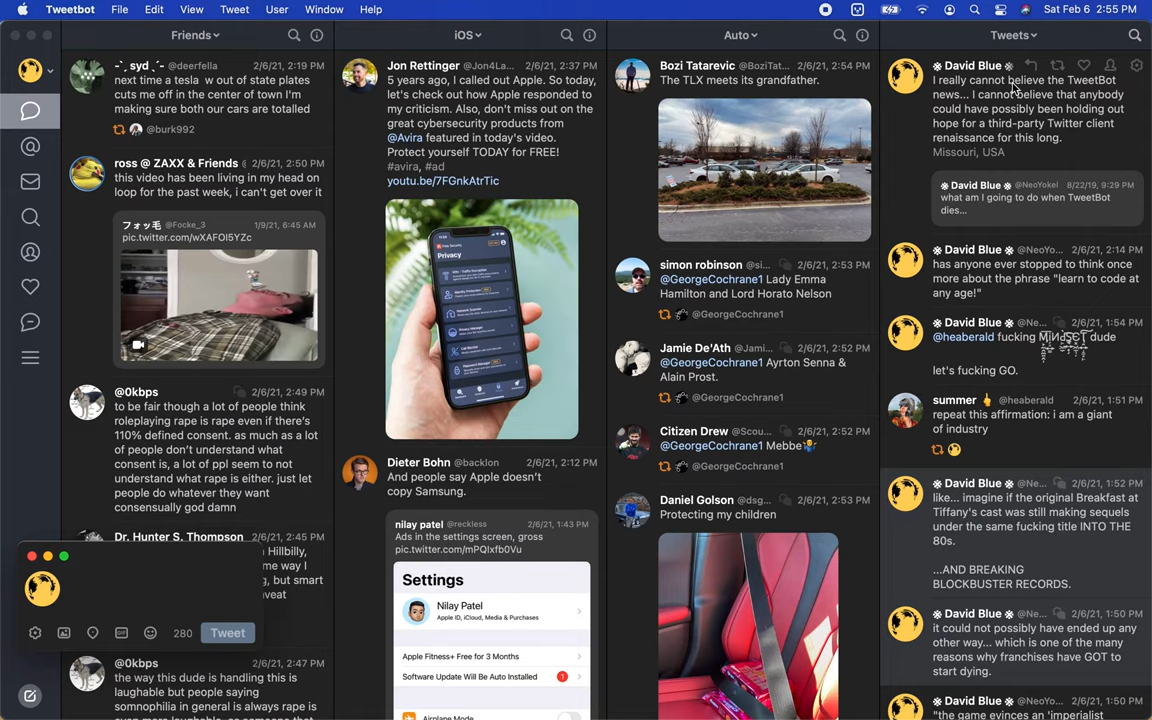 Tweetbot File Edit View Tweet User Window Help Sat Feb 6 2:55 PM
Friends
-`, syd ,´- @deerfella 2/6/21, 2:19 PM
next time a tesla w out of state plates
cuts me off in the center of town I'm
making sure both our cars are totalled
@burk992
ross @ ZAXX & Friends 2/6/21, 2:50 PM
this video has been living in my head on
loop for the past week, i can't get over it
フォッ毛 @Focke_3 1/9/21, 6:45 AM
pic.twitter.com/wXAFOl5YZc
@0kbps 2/6/21, 2:49 PM
to be fair though a lot of people think
roleplaying rape is rape even if there's
110% defined consent. as much as a lot
of people don't understand what
consent is, a lot of ppl seem to not
understand what rape is either. just let
people do whatever they want
consensually god damn
Dr. Hunter S. Thompson 2/6/21, 2:45 PM
Hillbilly,
me way I
, but smart
280 Tweet
@0kbps 2/6/21, 2:47 PM
the way this dude is handling this is
laughable but people saying
somnophilia in general is always rape is
iOS
Jon Rettinger @Jon4La... 2/6/21, 2:37 PM
5 years ago, I called out Apple. So today,
let's check out how Apple responded to
my criticism. Also, don't miss out on the
great cybersecurity products from
@Avira featured in today's video.
Protect yourself TODAY for FREE!
#avira, #ad
youtu.be/7FGnkAtrTic
Privacy
Dieter Bohn @backlon 2/6/21, 2:12 PM
And people say Apple doesn't
copy Samsung.
nilay patel @reckless 2/6/21, 1:43 PM
Ads in the settings screen, gross
pic.twitter.com/mPQlxfb0Vu
Settings
Nilay Patel
Apple ID, iCloud, Media & Purchases
Apple Fitness+ Free for 3 Months
Software Update Will Be Auto Installed 1
Airplane Mode
Auto
Bozi Tatarevic @BoziTat... 2/6/21, 2:54 PM
The TLX meets its grandfather.
simon robinson @si... 2/6/21, 2:53 PM
@GeorgeCochrane1 Lady Emma
Hamilton and Lord Horato Nelson
@GeorgeCochrane1
Jamie De'Ath @Jami... 2/6/21, 2:52 PM
@GeorgeCochrane1 Ayrton Senna &
Alain Prost.
@GeorgeCochrane1
Citizen Drew @Scou... 2/6/21, 2:52 PM
@GeorgeCochrane1 Mebbe🤷‍♂️
@GeorgeCochrane1
Daniel Golson @dsg... 2/6/21, 2:53 PM
Protecting my children
Tweets
※ David Blue ※
I really cannot believe the TweetBot
news... I cannot believe that anybody
could have possibly been holding out
hope for a third-party Twitter client
renaissance for this long.
Missouri, USA
※ David Blue ※ @NeoYokel 8/22/19, 9:29 PM
what am I going to do when TweetBot
dies...
※ David Blue ※ @NeoYo... 2/6/21, 2:14 PM
has anyone ever stopped to think once
more about the phrase "learn to code at
any age!"
※ David Blue ※ @Ne... 2/6/21, 1:54 PM
@heaberald fucking dude
let's fucking GO.
summer 👆 @heaberald 2/6/21, 1:51 PM
repeat this affirmation: i am a giant
of industry
※ David Blue ※ @Ne... 2/6/21, 1:52 PM
like... imagine if the original Breakfast at
Tiffany's cast was still making sequels
under the same fucking title INTO THE
80s.
...AND BREAKING
BLOCKBUSTER RECORDS.
※ David Blue ※ @Ne... 2/6/21, 1:50 PM
it could not possibly have ended up any
other way... which is one of the many
reasons why franchises have GOT to
start dying.
※ David Blue ※ @NeoYo... 2/6/21, 1:50 PM
"the game evinces an 'imperialist